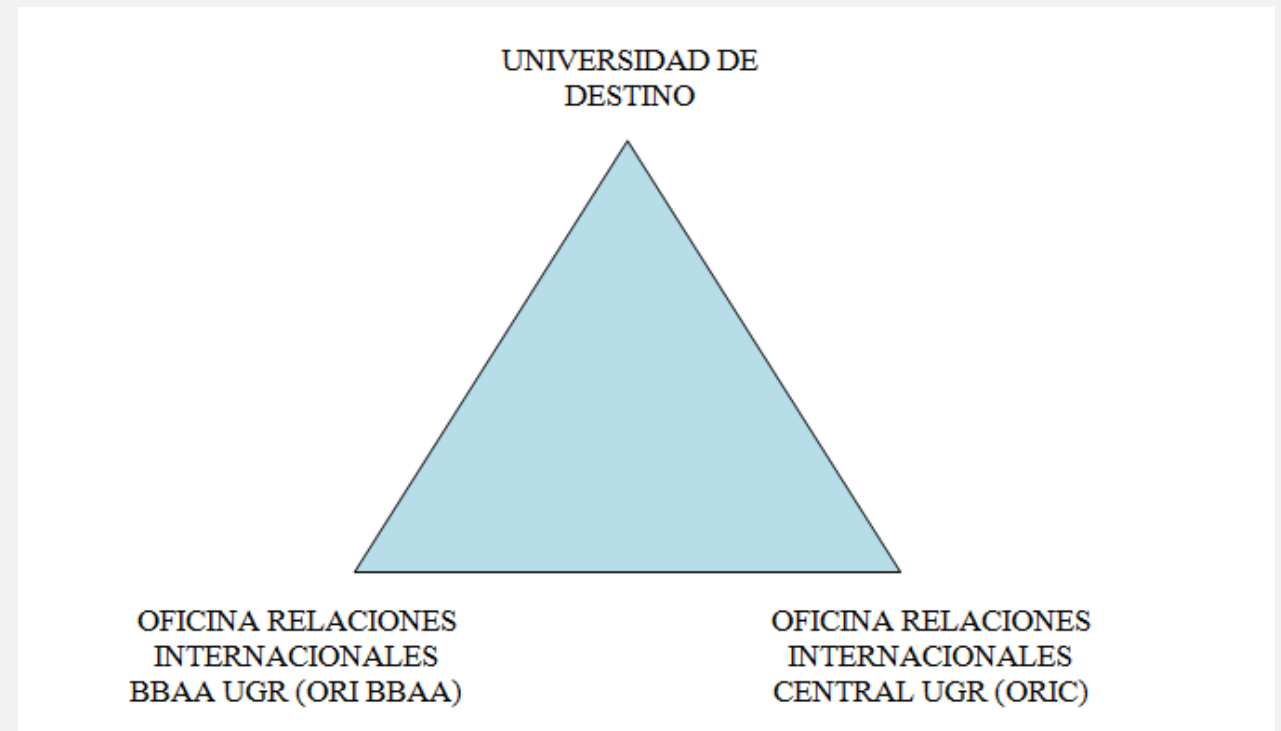 UNIVERSIDAD DE
DESTINO
OFICINA RELACIONES
INTERNACIONALES
BBAA UGR (ORI BBAA)
OFICINA RELACIONES
INTERNACIONALES
CENTRAL UGR (ORIC)